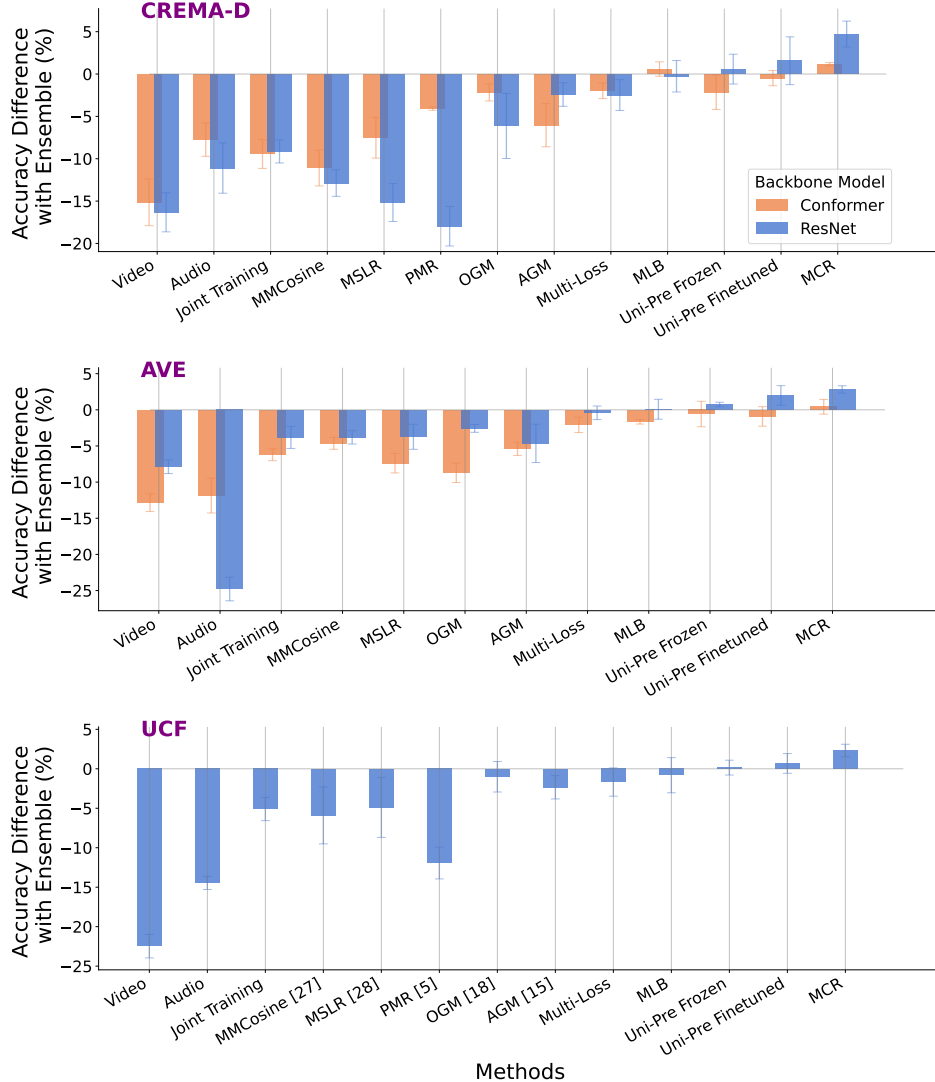 CREMA-D
Accuracy Difference
with Ensemble (%)
5
0
−5
−10
−15
−20
Backbone Model
Conformer
ResNet
Video
Audio
Joint Training
MMCosine
MSLR
PMR
OGM
AGM
Multi-Loss
MLB
Uni-Pre Frozen
Uni-Pre Finetuned
MCR
AVE
Accuracy Difference
with Ensemble (%)
5
0
−5
−10
−15
−20
−25
Video
Audio
Joint Training
MMCosine
MSLR
OGM
AGM
Multi-Loss
MLB
Uni-Pre Frozen
Uni-Pre Finetuned
MCR
UCF
Accuracy Difference
with Ensemble (%)
5
0
−5
−10
−15
−20
−25
Video
Audio
Joint Training
MMCosine [27]
MSLR [28]
PMR [5]
OGM [18]
AGM [15]
Multi-Loss
MLB
Uni-Pre Frozen
Uni-Pre Finetuned
MCR
Methods